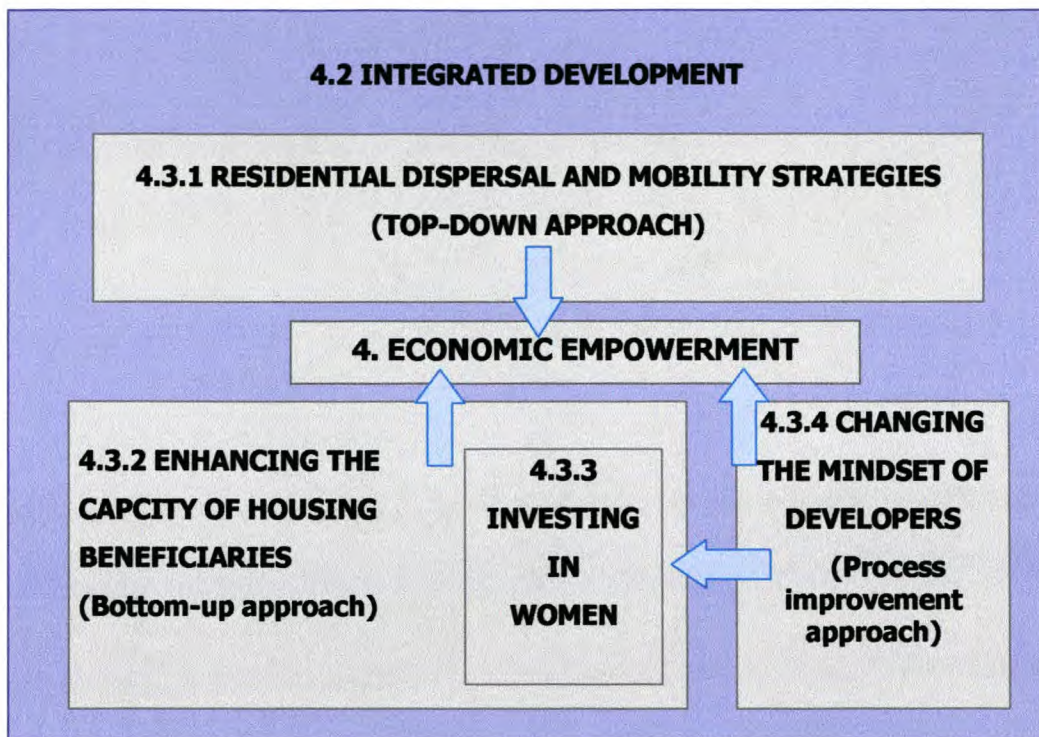 4.2 INTEGRATED DEVELOPMENT
4.3.1 RESIDENTIAL DISPERSAL AND MOBILITY STRATEGIES
(TOP-DOWN APPROACH)
4. ECONOMIC EMPOWERMENT
4.3.2 ENHANCING THE
CAPCITY OF HOUSING
BENEFICIARIES
(Bottom-up approach)
4.3.3
INVESTING
IN
WOMEN
4.3.4 CHANGING
THE MINDSET OF
DEVELOPERS
(Process
improvement
approach)